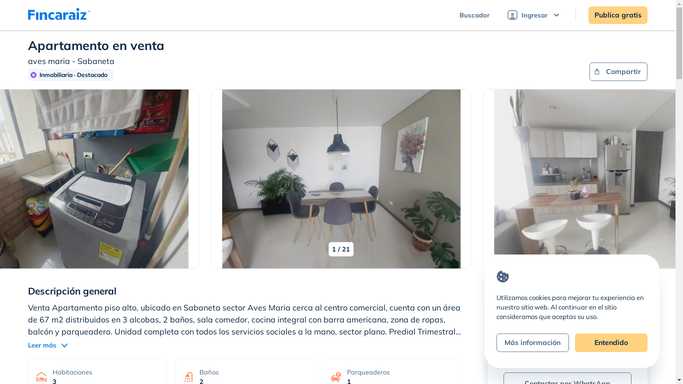 Fincaraiz
Buscador
Ingresar
Publica gratis
Apartamento en venta
aves maria - Sabaneta
Inmobiliaria - Destacado
Compartir
1 / 21
Descripción general
Venta Apartamento piso alto, ubicado en Sabaneta sector Aves Maria cerca al centro comercial, cuenta con un área
de 67 m2 distribuidos en 3 alcobas, 2 baños, sala comedor, cocina integral con barra americana, zona de ropas,
balcón y parqueadero. Unidad completa con todos los servicios sociales a la mano, sector plano. Predial Trimestral...
Leer más
Habitaciones
3
Baños
2
Parqueaderos
1
Utilizamos cookies para mejorar tu experiencia en
nuestro sitio web. Al continuar en el sitio
consideramos que aceptas su uso.
Más información
Entendido
Contactar por WhatsApp